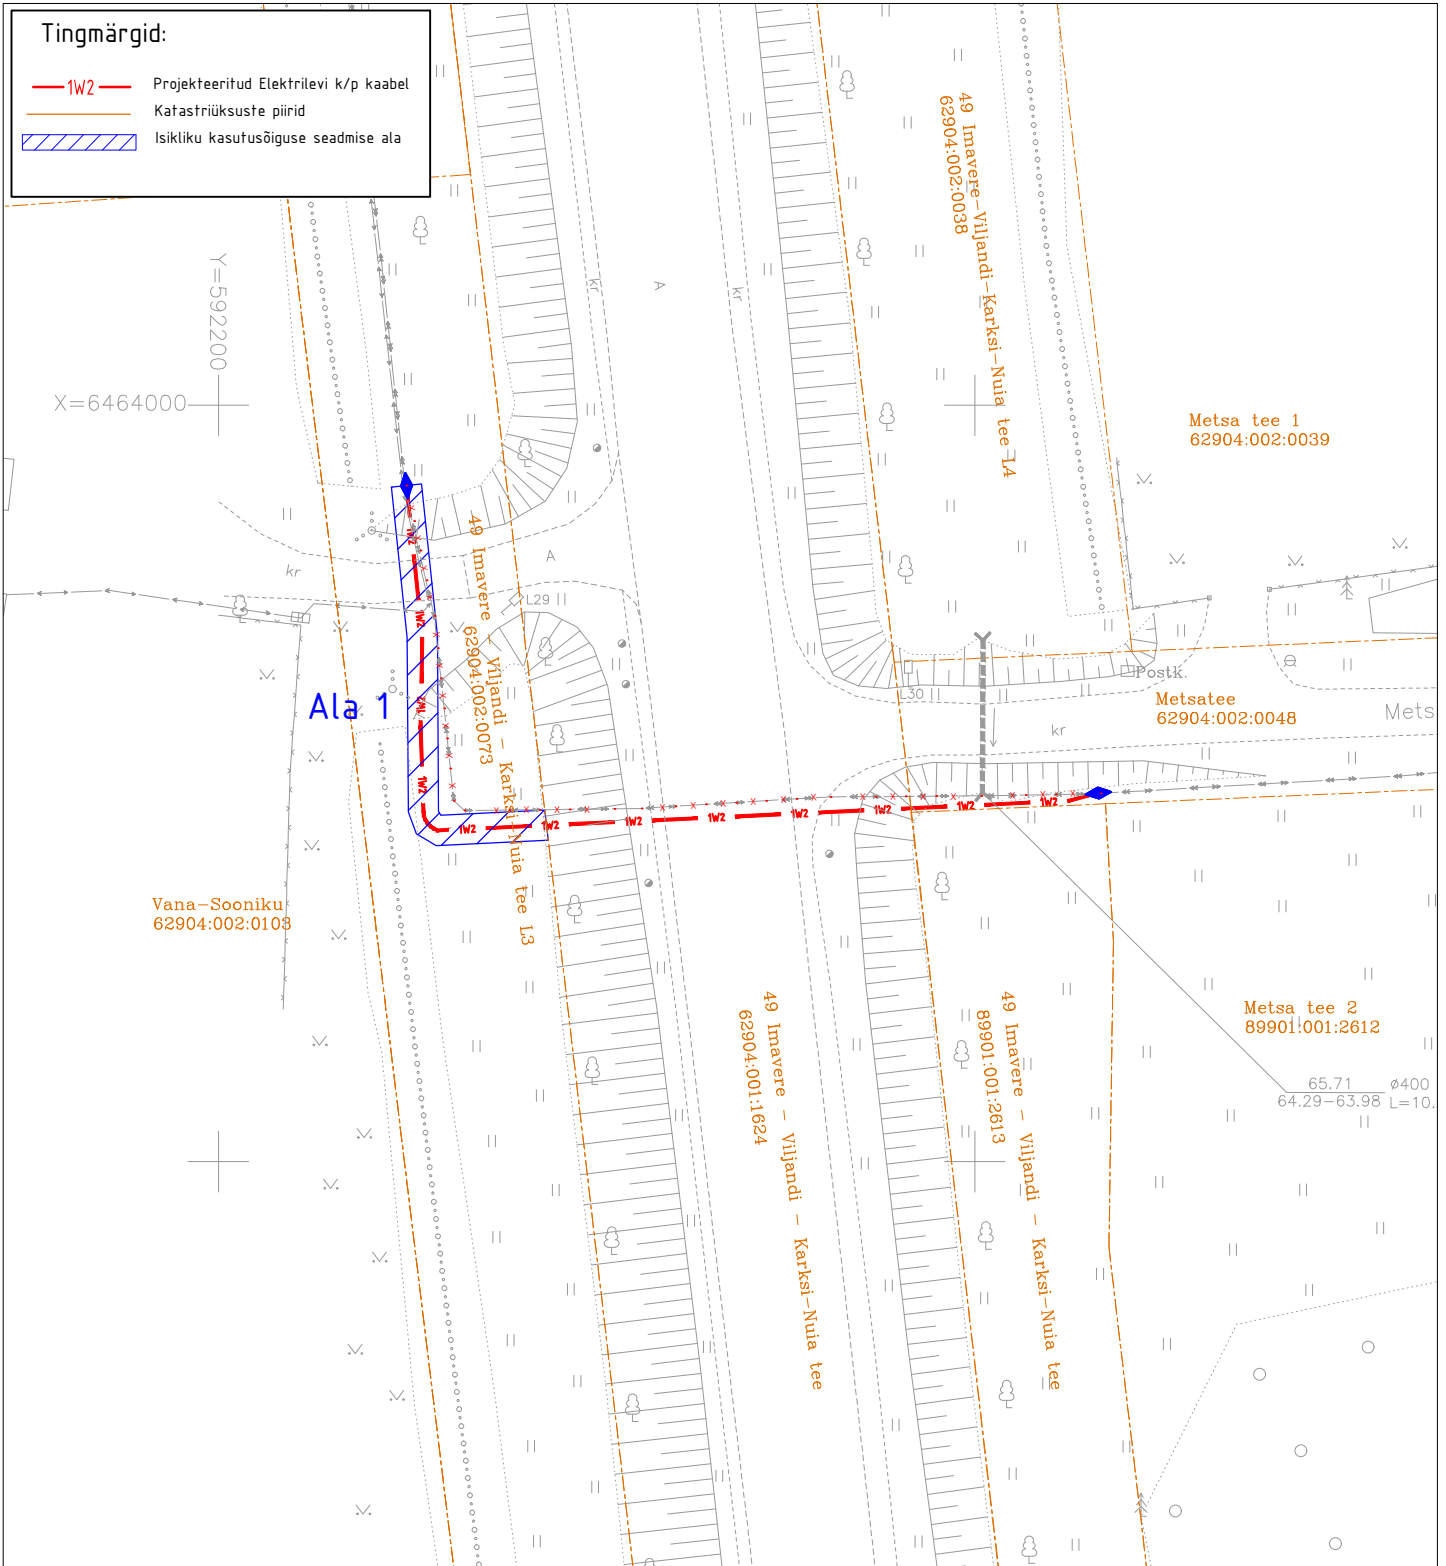 Tingmärgid:
1W2
Projekteeritud Elektrilevi k/p kaabel
Katastriüksuste piirid
Isikliku kasutusõiguse seadmise ala
49 Imavere-Viljandi-Karksi-Nuia tee L4
62904:002:0038
Y=592200
X=6464000
kr
A
kr
Metsa tee 1
62904:002:0039
1W2
49 Imavere - Viljandi - Karksi-Nuia tee L3
62904:002:0073
A
kr
L29
1W2
L30
Postk.
Metsatee
62904:002:0048
Mets
kr
Ala 1
1W2
1W2
1W2
1W2
1W2
1W2
1W2
1W2
1W2
1W2
Vana-Sooniku
62904:002:0103
49 Imavere - Viljandi - Karksi-Nuia tee
62904:001:1624
49 Imavere - Viljandi - Karksi-Nuia tee
89901:001:2613
Metsa tee 2
89901:001:2612
65.71
64.29-63.98
Ø400
L=10.